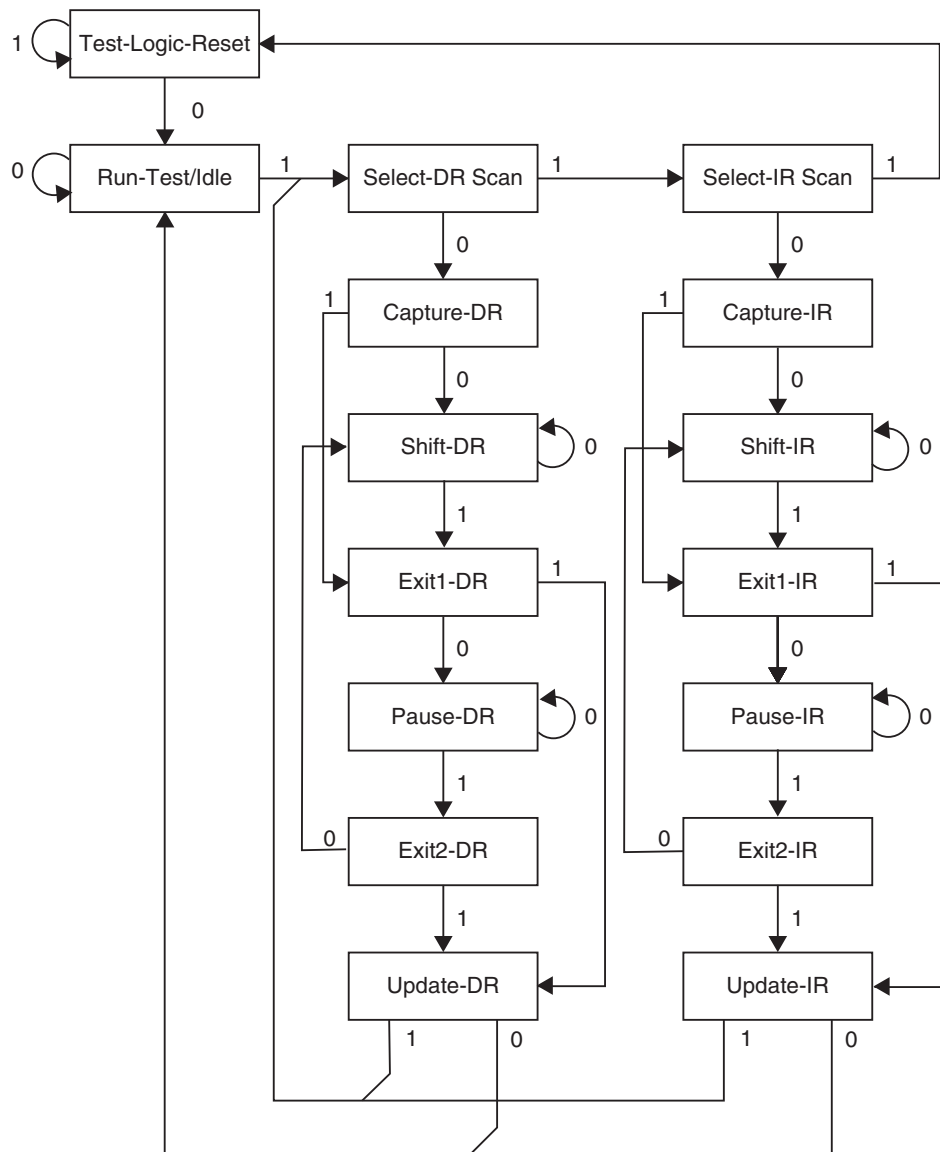 1 Test-Logic-Reset
0
0 Run-Test/Idle 1 Select-DR Scan 1 Select-IR Scan 1
0 0
1 Capture-DR 1 Capture-IR
0 0
Shift-DR 0 Shift-IR 0
1 1
Exit1-DR 1 Exit1-IR 1
0 0
Pause-DR 0 Pause-IR 0
1 1
0 Exit2-DR 0 Exit2-IR
1 1
Update-DR Update-IR
1 0 1 0